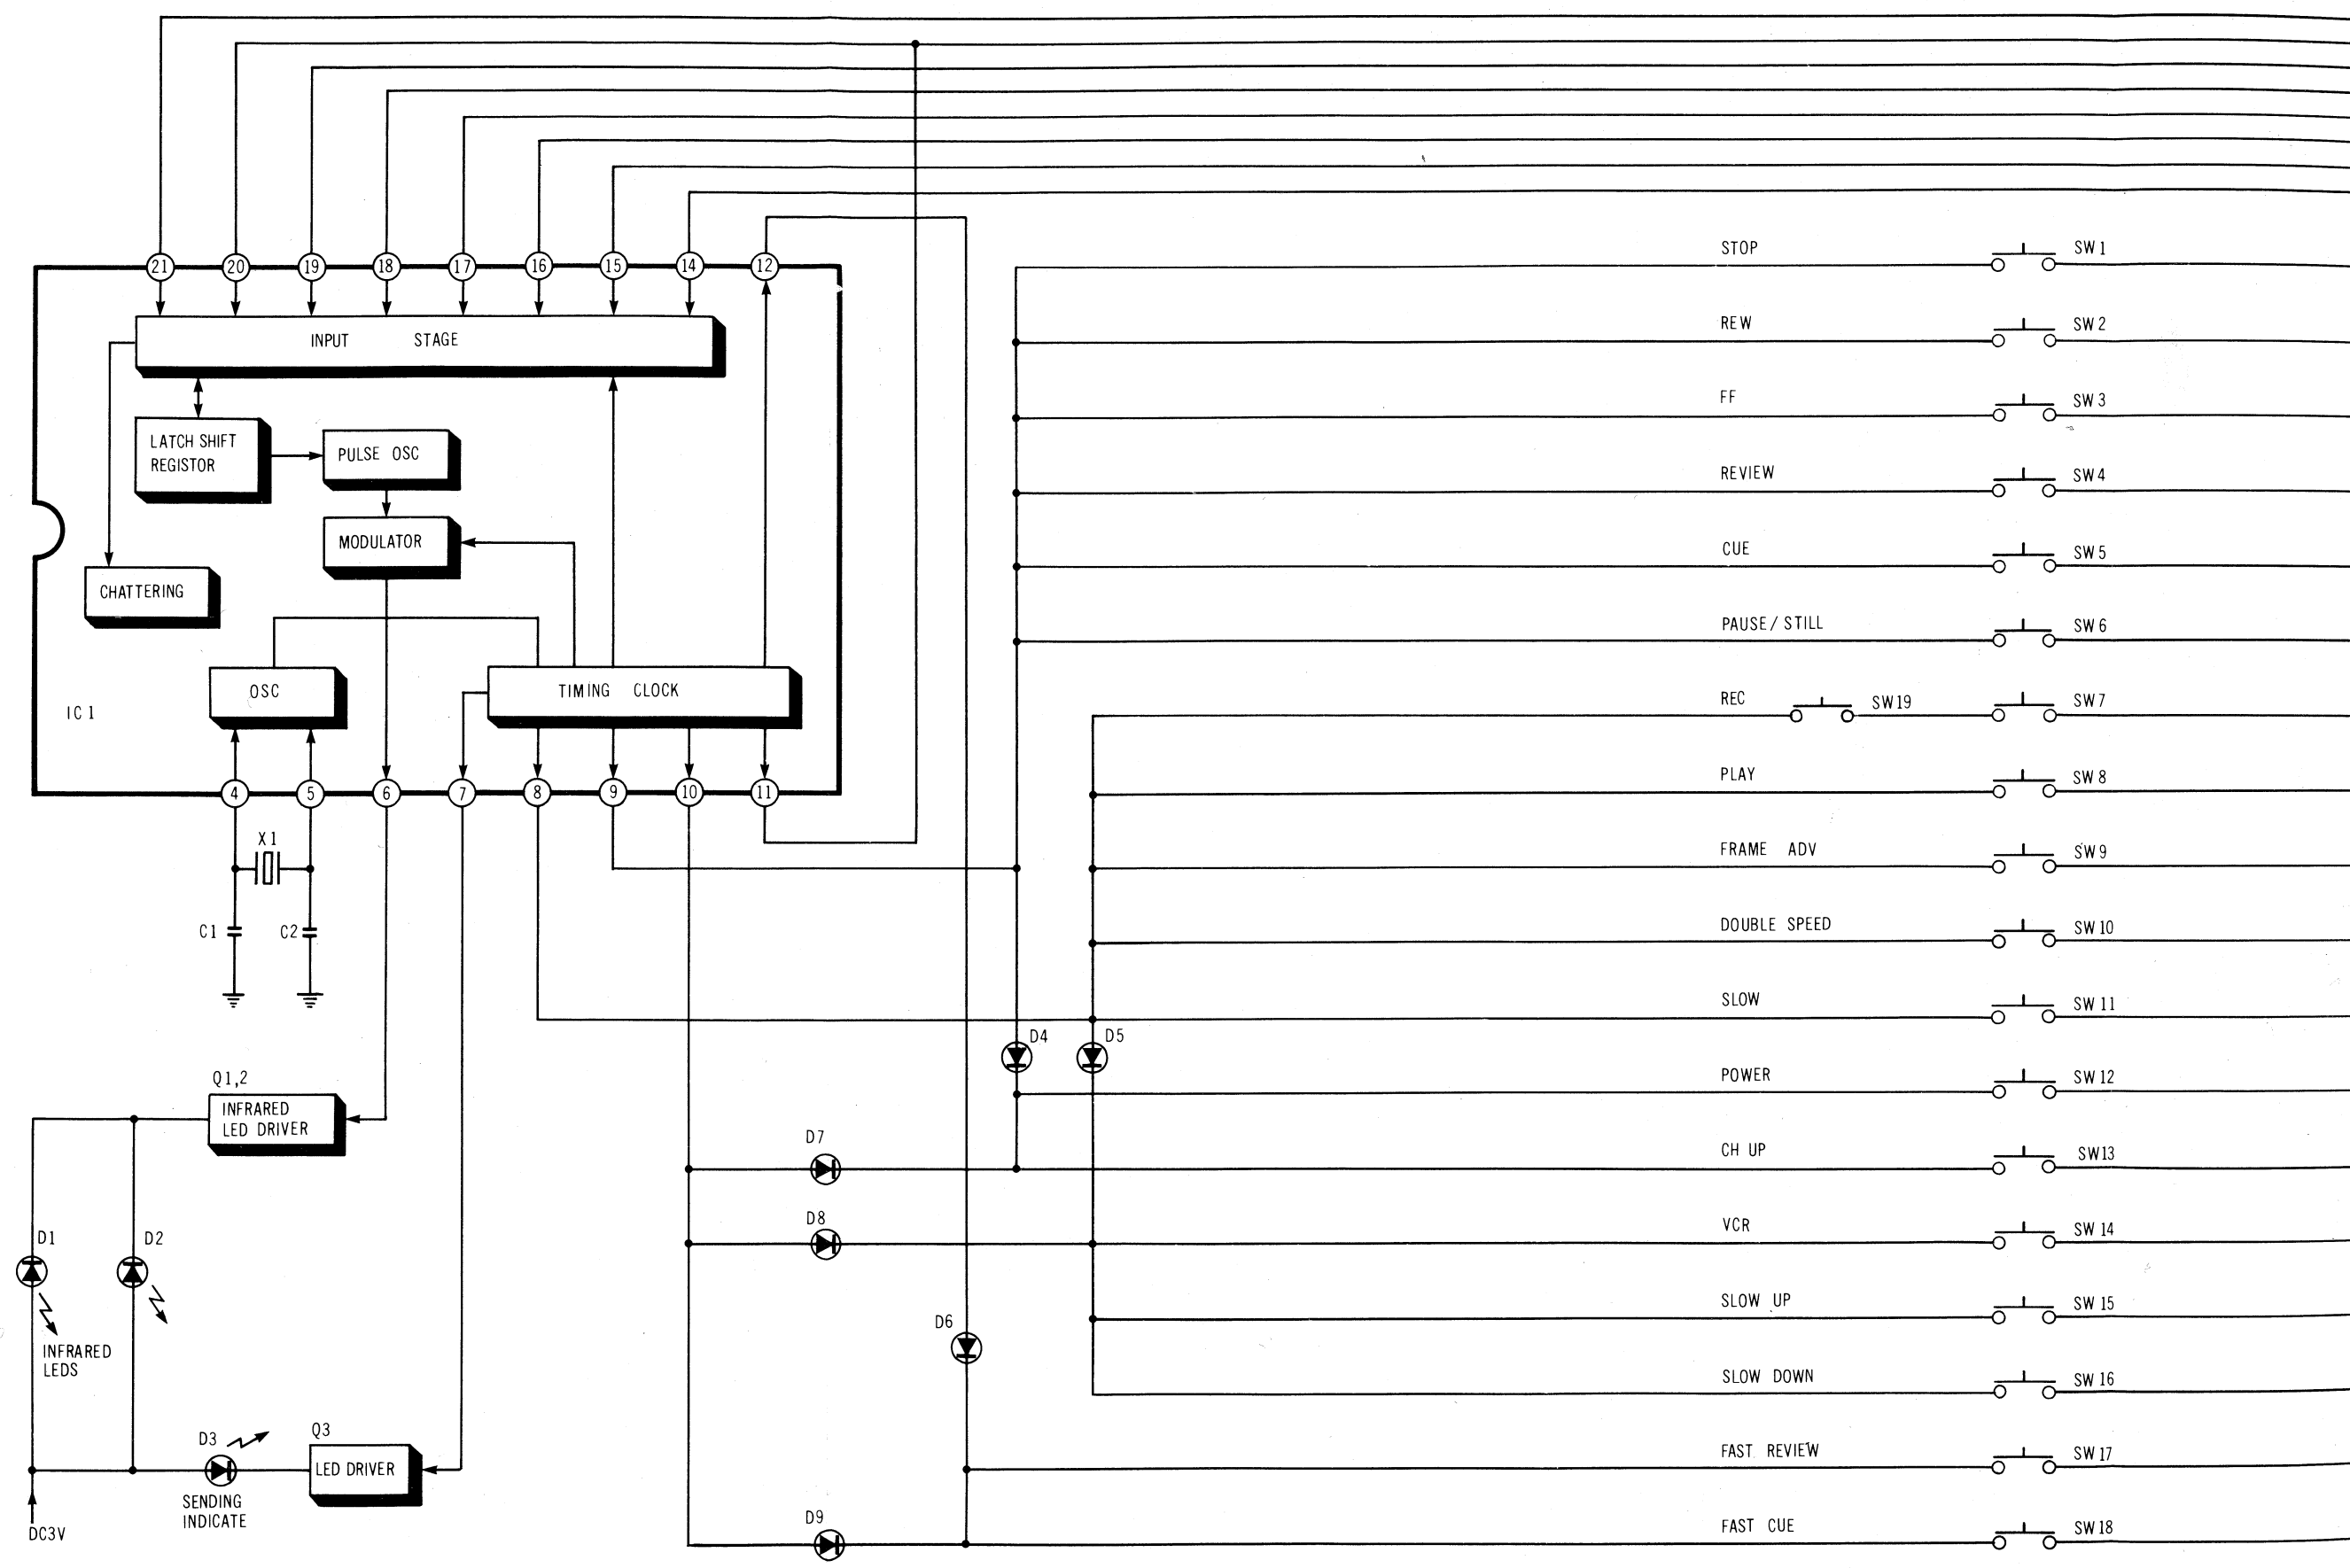 21 20 19 18 17 16 15 14 12
INPUT STAGE
LATCH SHIFT
REGISTOR
PULSE OSC
MODULATOR
CHATTERING
OSC
TIMING CLOCK
IC 1
4 5 6 7 8 9 10 11
X 1
C1
C2
Q1,2
INFRARED
LED DRIVER
D1
D2
INFRARED
LEDS
D3
Q3
LED DRIVER
SENDING
INDICATE
DC3V
D4
D5
D7
D8
D6
D9
STOP SW 1
REW SW 2
FF SW 3
REVIEW SW 4
CUE SW 5
PAUSE / STILL SW 6
REC SW 19 SW 7
PLAY SW 8
FRAME ADV SW 9
DOUBLE SPEED SW 10
SLOW SW 11
POWER SW 12
CH UP SW13
VCR SW 14
SLOW UP SW 15
SLOW DOWN SW 16
FAST REVIEW SW 17
FAST CUE SW 18